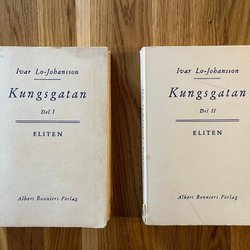 Ivar Lo-Johansson
Kungsgatan
Del I
ELITEN
Albert Bonniers Förlag
Ivar Lo-Johansson
Kungsgatan
Del II
ELITEN
Albert Bonniers Förlag